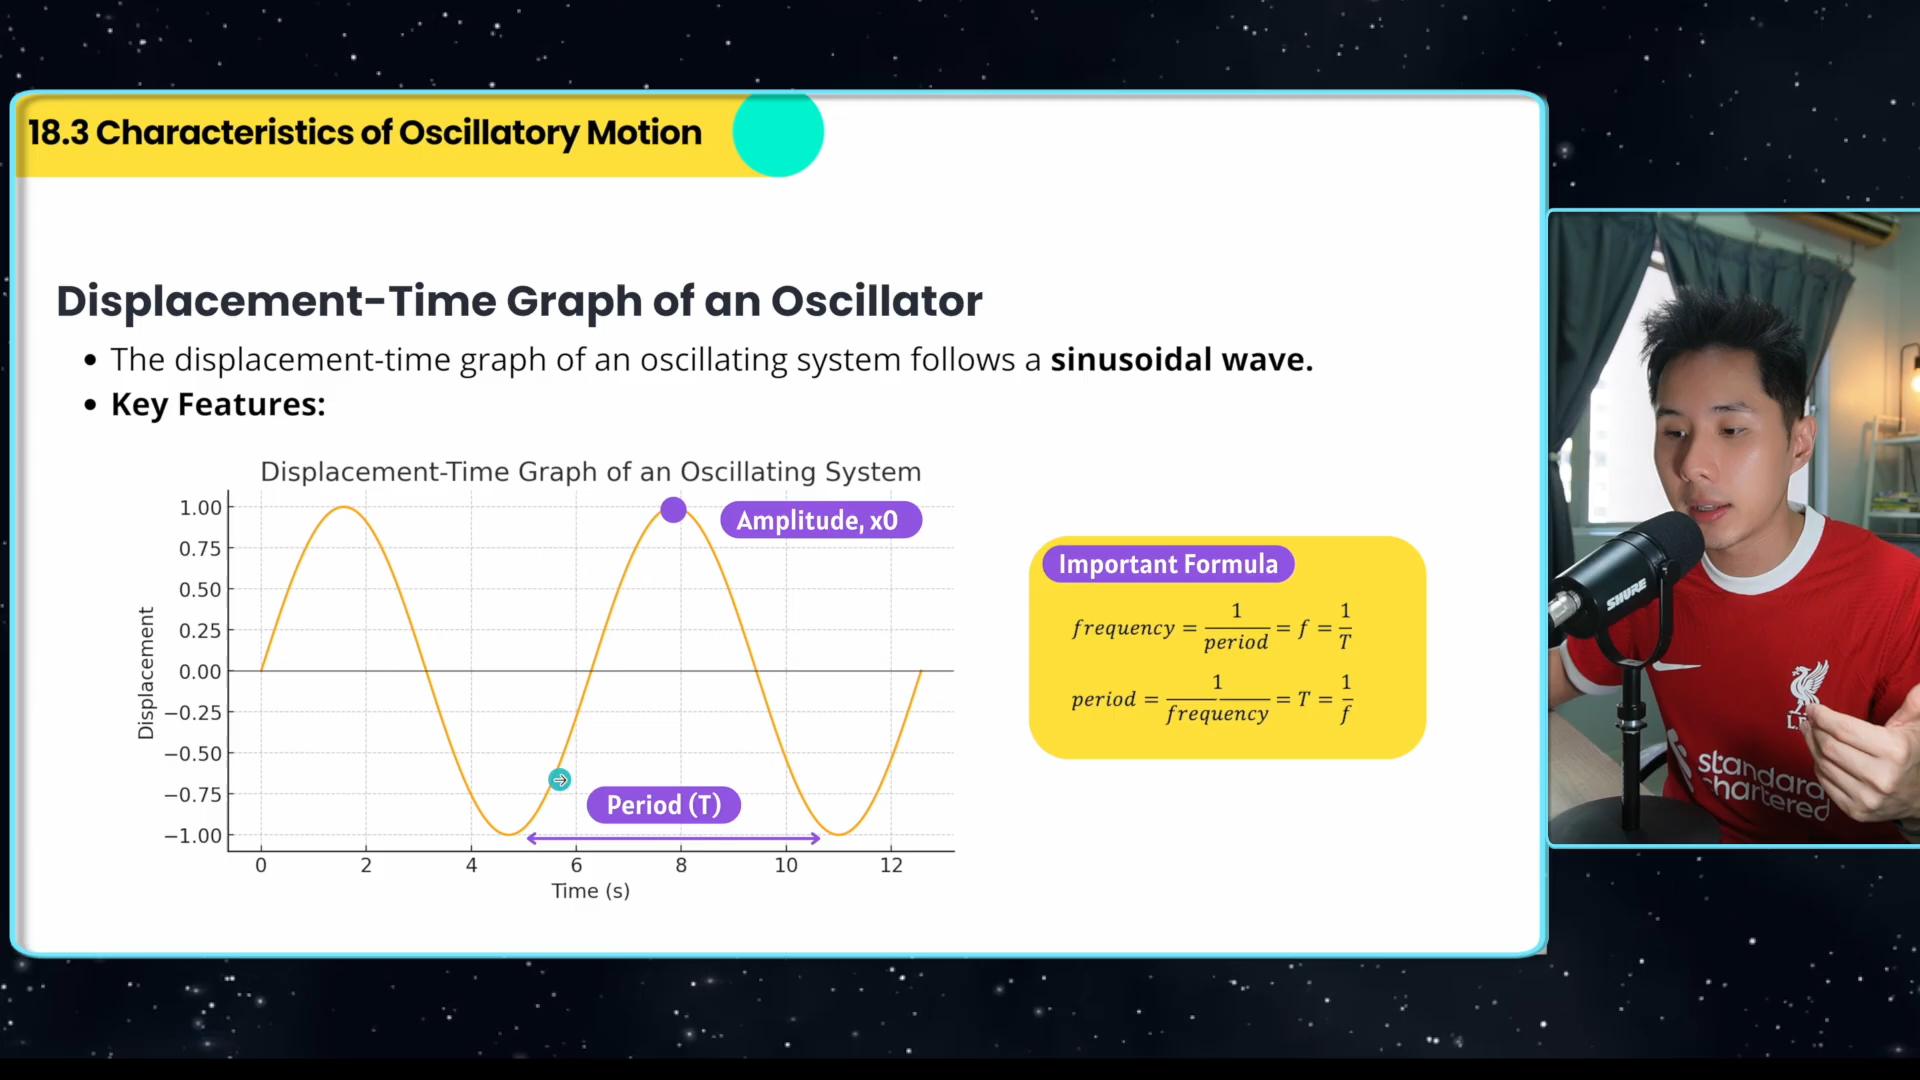 18.3 Characteristics of Oscillatory Motion
Displacement-Time Graph of an Oscillator
• The displacement-time graph of an oscillating system follows a sinusoidal wave.
• Key Features:
Displacement-Time Graph of an Oscillating System
Amplitude, x0
1.00
0.75
0.50
0.25
0.00
−0.25
−0.50
−0.75
−1.00
Displacement
Period (T)
0 2 4 6 8 10 12
Time (s)
Important Formula
frequency = 1/period = f = 1/T
period = 1/frequency = T = 1/f
SHURE
L.F.
standard
chartered